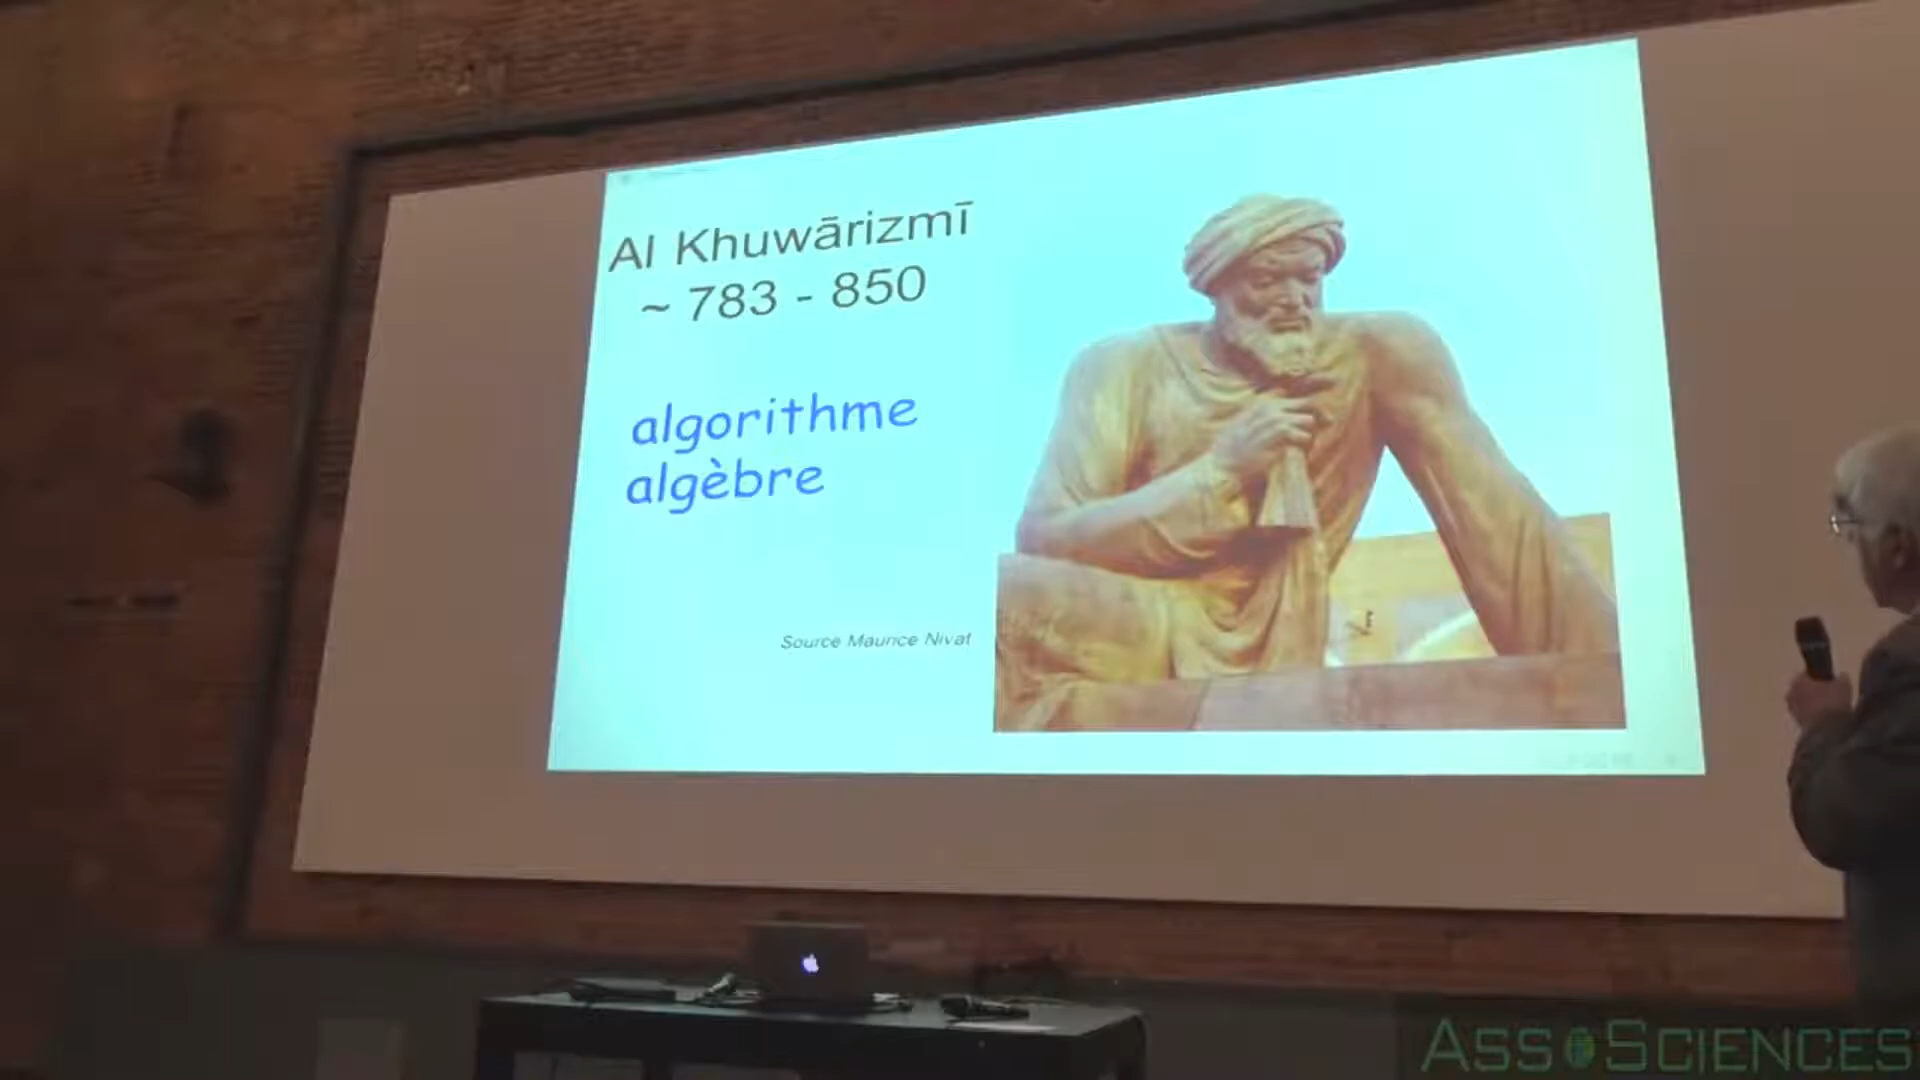 Al Khuwārizmī
~ 783 - 850
algorithme
algèbre
Source Maurice Nivat
ASSOSCIENCES